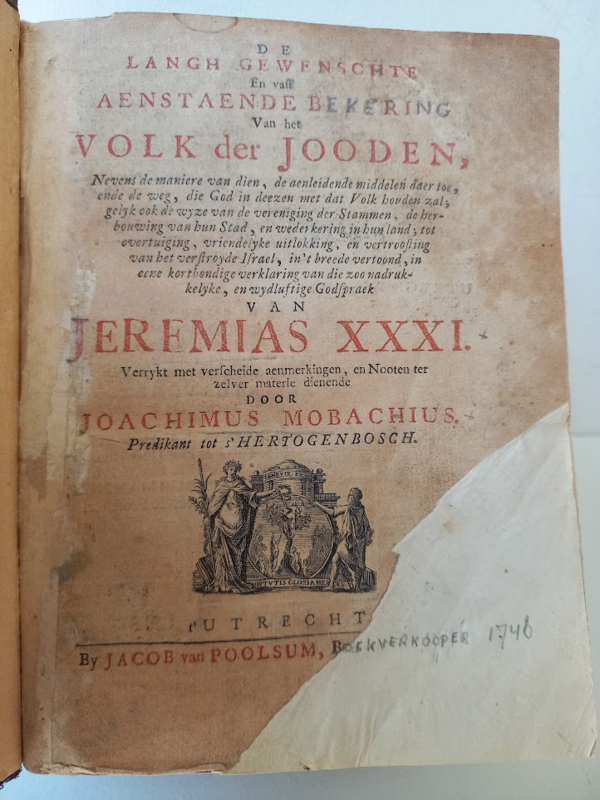 DE
LANGH GEWENSCHTE
En vaſt
AENSTAENDE BEKERING
Van het
VOLK der JOODEN,
Nevens de maniere van dien, de aenleidende middelen daer toe,
ende de weg, die God in deezen met dat Volk houden zal;
gelyk ook de wyze van de vereniging der Stammen, de her-
bouwing van hun Stad, en wederkering in hun land; tot
overtuiging, vriendelyke uitlokking, en vertrooſting
van het verſtroyde Iſrael, in't breede vertoond, in
eene kortbondige verklaring van die zoo nadruk-
kelyke, en wydluftige Godſpraek
VAN
JEREMIAS XXXI.
Verrykt met verſcheide aenmerkingen, en Nooten ter
zelver materie dienende
DOOR
JOACHIMUS MOBACHIUS.
Predikant tot s'HERTOGENBOSCH.
VIRTUTIS GLORIA
UTRECHT
By JACOB van POOLSUM, BOEKVERKOOPER 1746